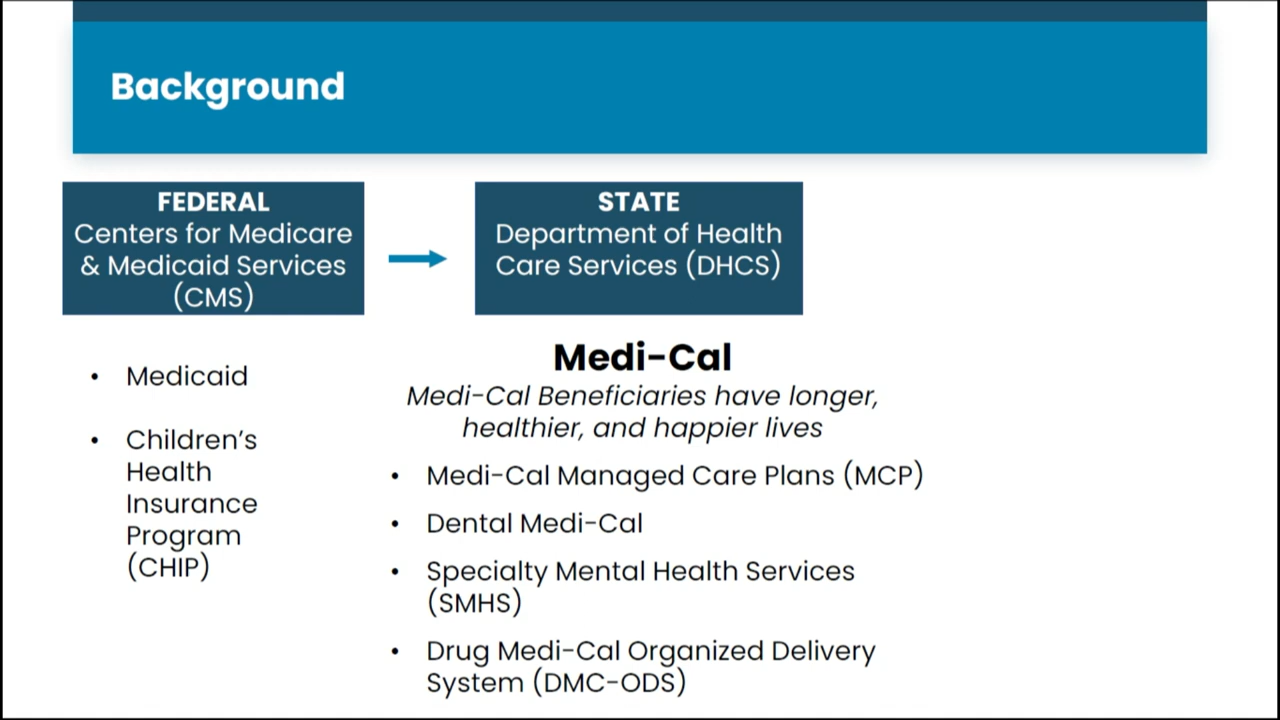 Background
FEDERAL
Centers for Medicare
& Medicaid Services
(CMS)
STATE
Department of Health
Care Services (DHCS)
• Medicaid
• Children's
Health
Insurance
Program
(CHIP)
Medi-Cal
Medi-Cal Beneficiaries have longer,
healthier, and happier lives
• Medi-Cal Managed Care Plans (MCP)
• Dental Medi-Cal
• Specialty Mental Health Services
(SMHS)
• Drug Medi-Cal Organized Delivery
System (DMC-ODS)